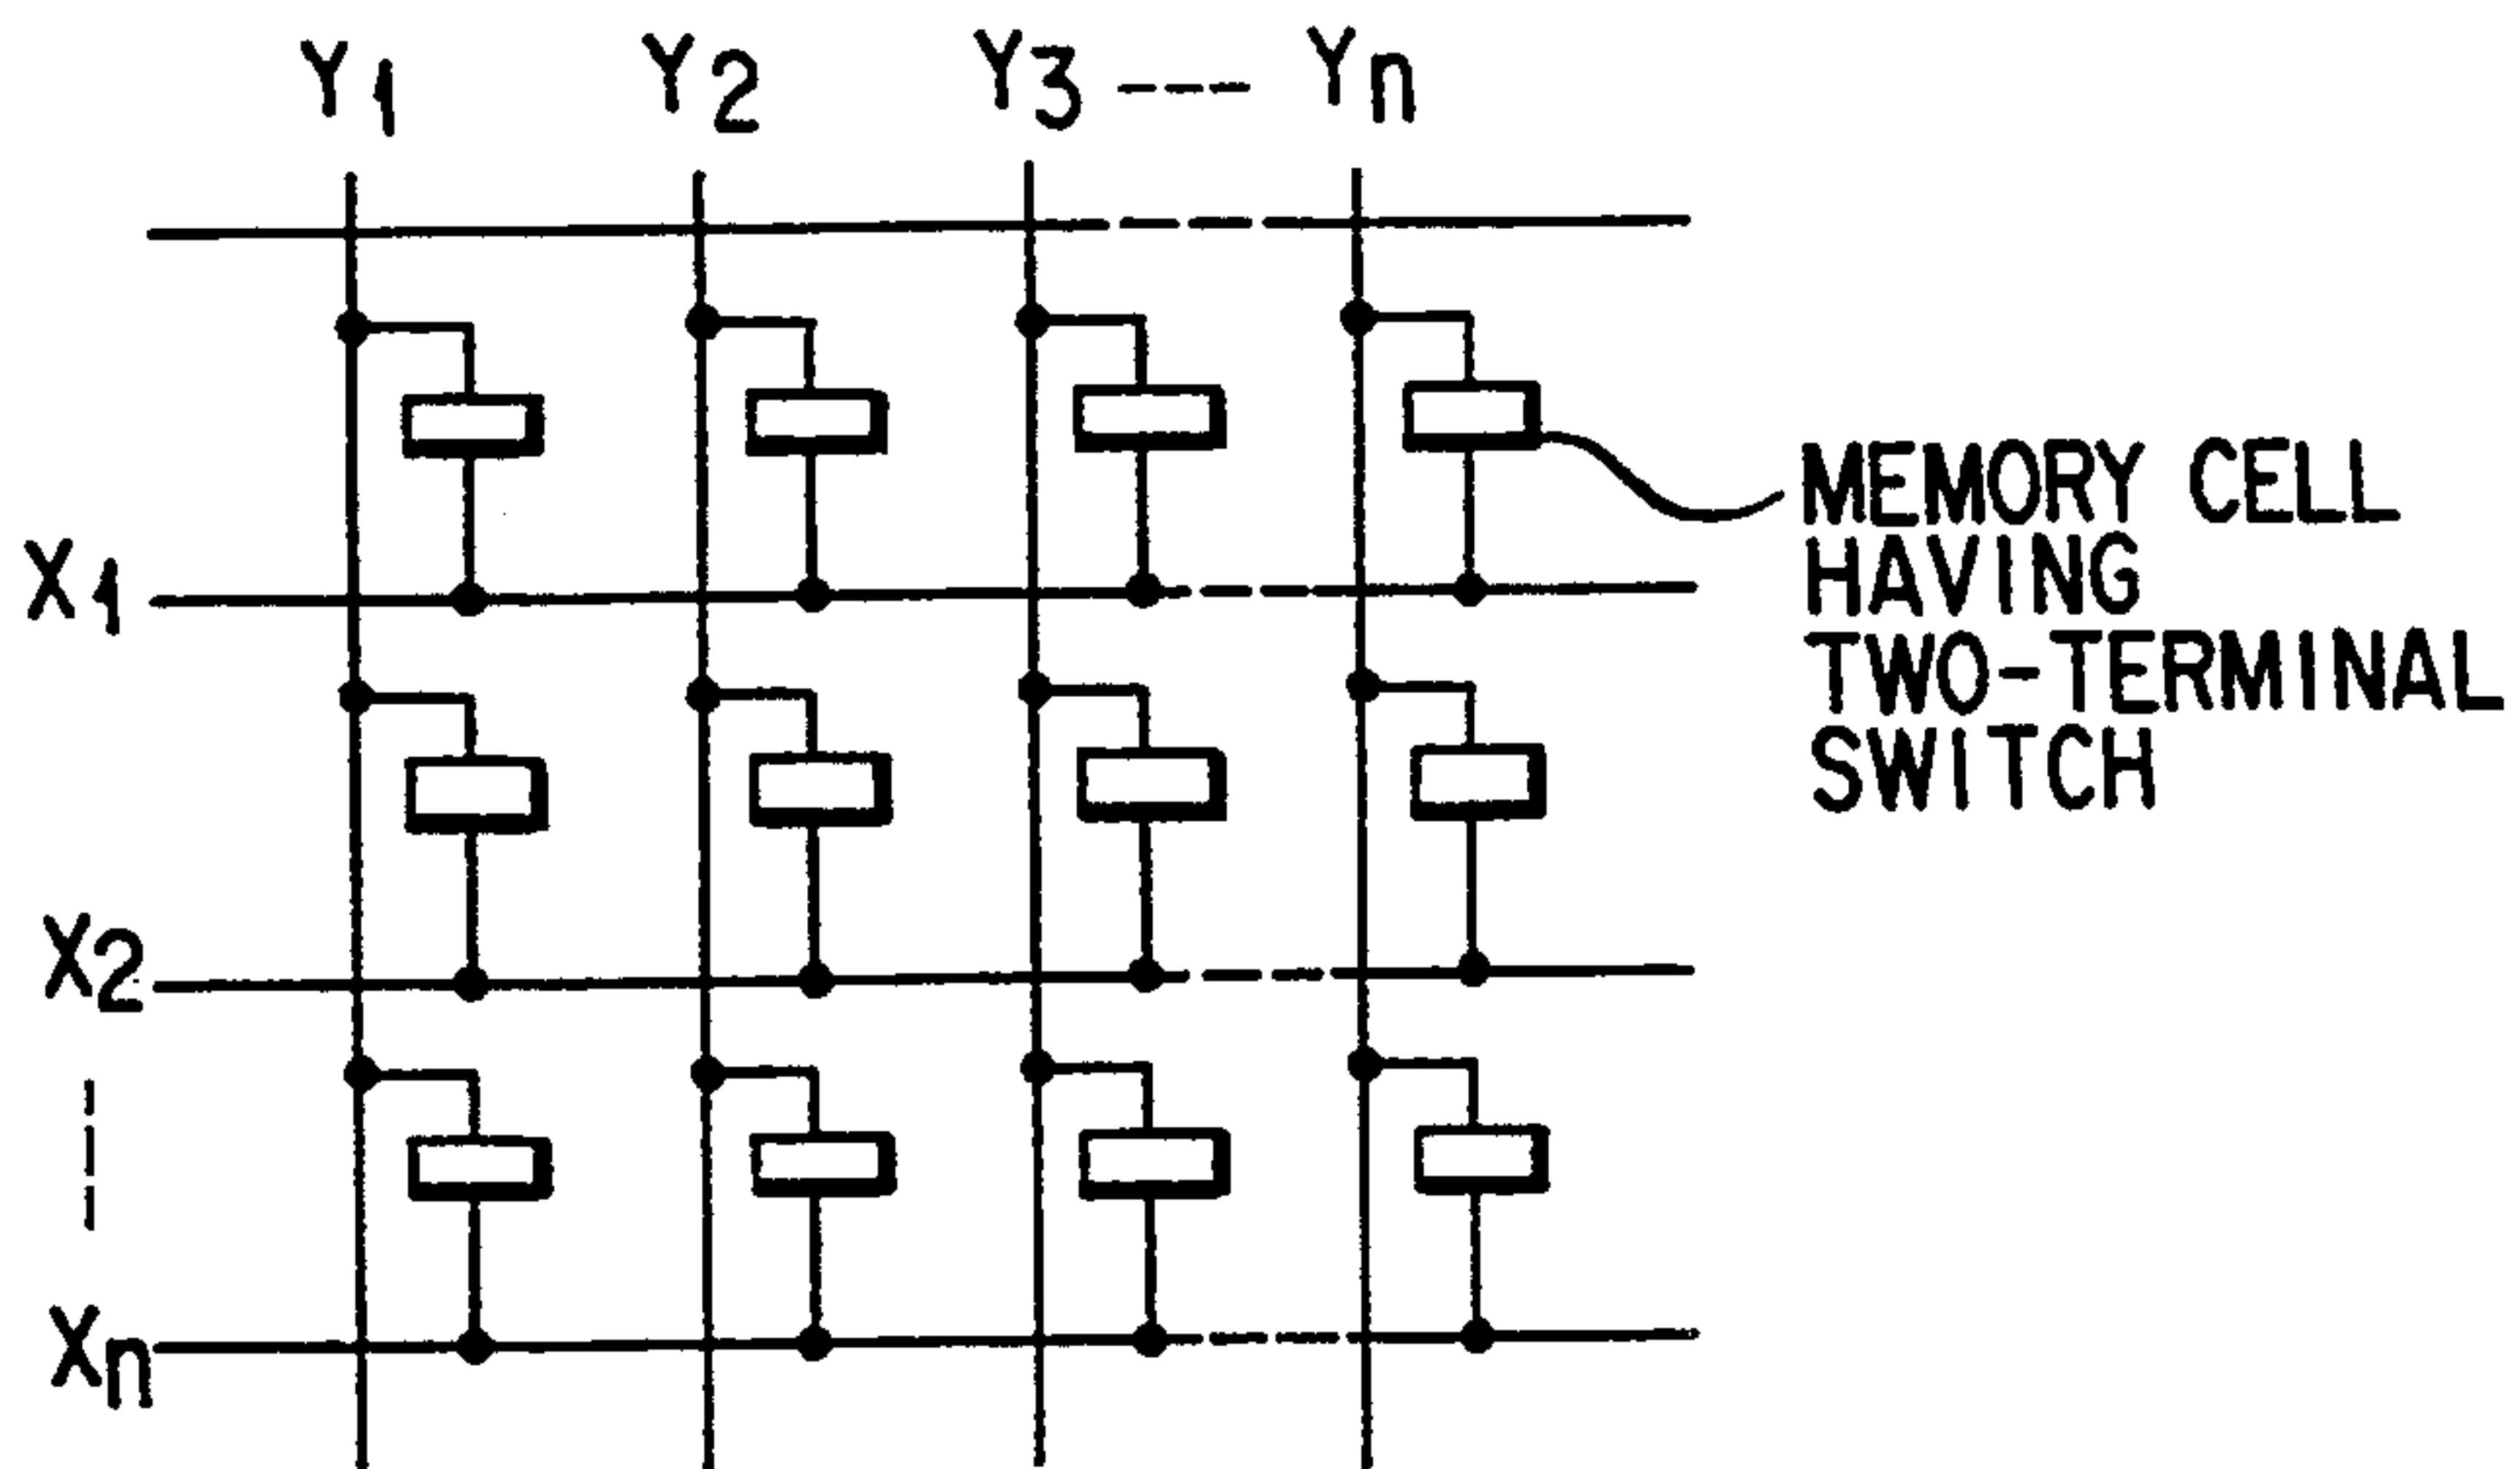 Y1 Y2 Y3 --- Yn
MEMORY CELL
HAVING
TWO-TERMINAL
SWITCH
X1
X2
Xn